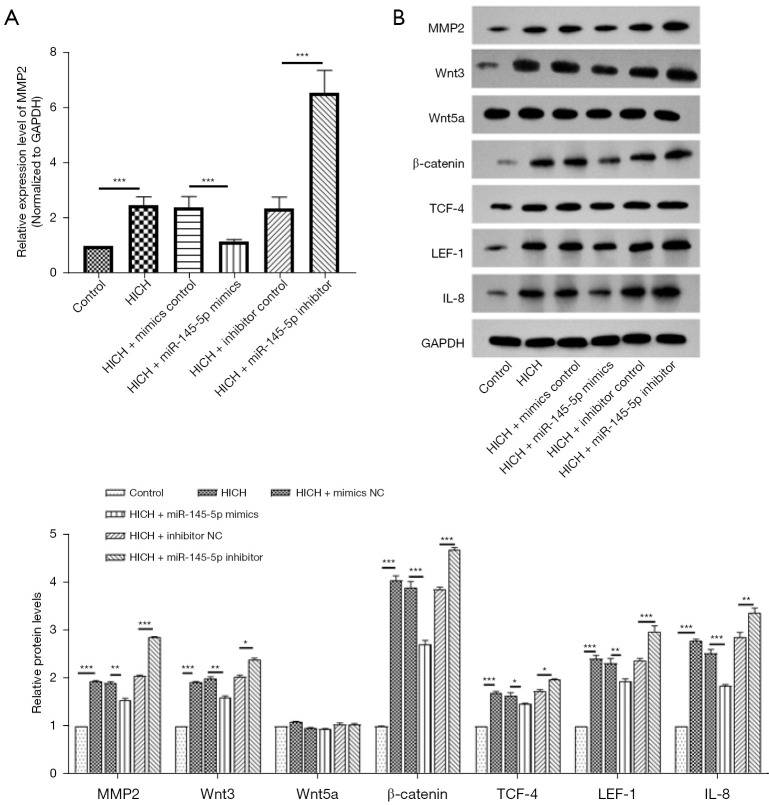 A
Relative expression level of MMP2
(Normalized to GAPDH)
8
6
4
2
0
***
***
***
Control
HICH
HICH + mimics control
HICH + miR-145-5p mimics
HICH + inhibitor control
HICH + miR-145-5p inhibitor
B
MMP2
Wnt3
Wnt5a
β-catenin
TCF-4
LEF-1
IL-8
GAPDH
Control
HICH
HICH + mimics control
HICH + miR-145-5p mimics
HICH + inhibitor control
HICH + miR-145-5p inhibitor
Control
HICH
HICH + mimics NC
HICH + miR-145-5p mimics
HICH + inhibitor NC
HICH + miR-145-5p inhibitor
Relative protein levels
5
4
3
2
1
0
*** ** ***
*** ** *
*** *** ***
*** * *
*** ** ***
*** *** **
MMP2 Wnt3 Wnt5a β-catenin TCF-4 LEF-1 IL-8